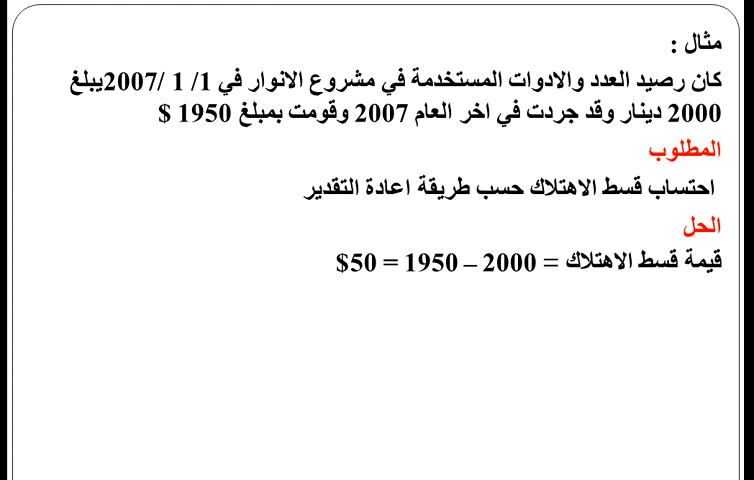 مثال :
كان رصيد العدد والادوات المستخدمة في مشروع الانوار في 1/ 1 /2007يبلغ
2000 دينار وقد جردت في اخر العام 2007 وقومت بمبلغ 1950 $
المطلوب
احتساب قسط الاهتلاك حسب طريقة اعادة التقدير
الحل
قيمة قسط الاهتلاك = 2000 – 1950 = 50$